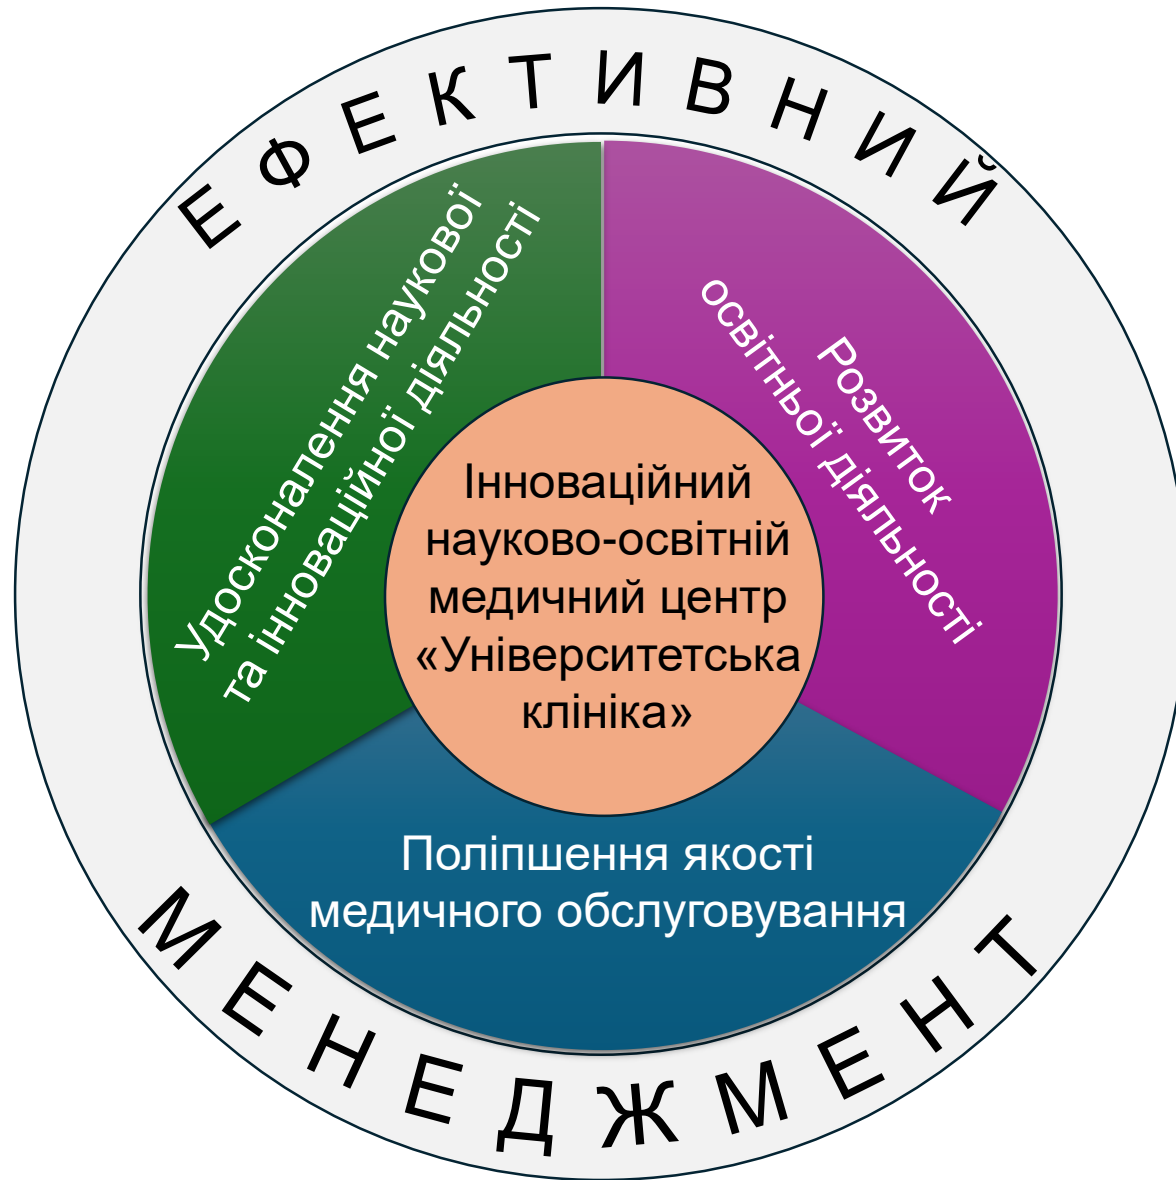 ЕФЕКТИВНИЙ
Удосконалення наукової
та інноваційної діяльності
Розвиток
освітньої діяльності
Інноваційний
науково-освітній
медичний центр
«Університетська
клініка»
Поліпшення якості
медичного обслуговування
МЕНЕДЖМЕНТ